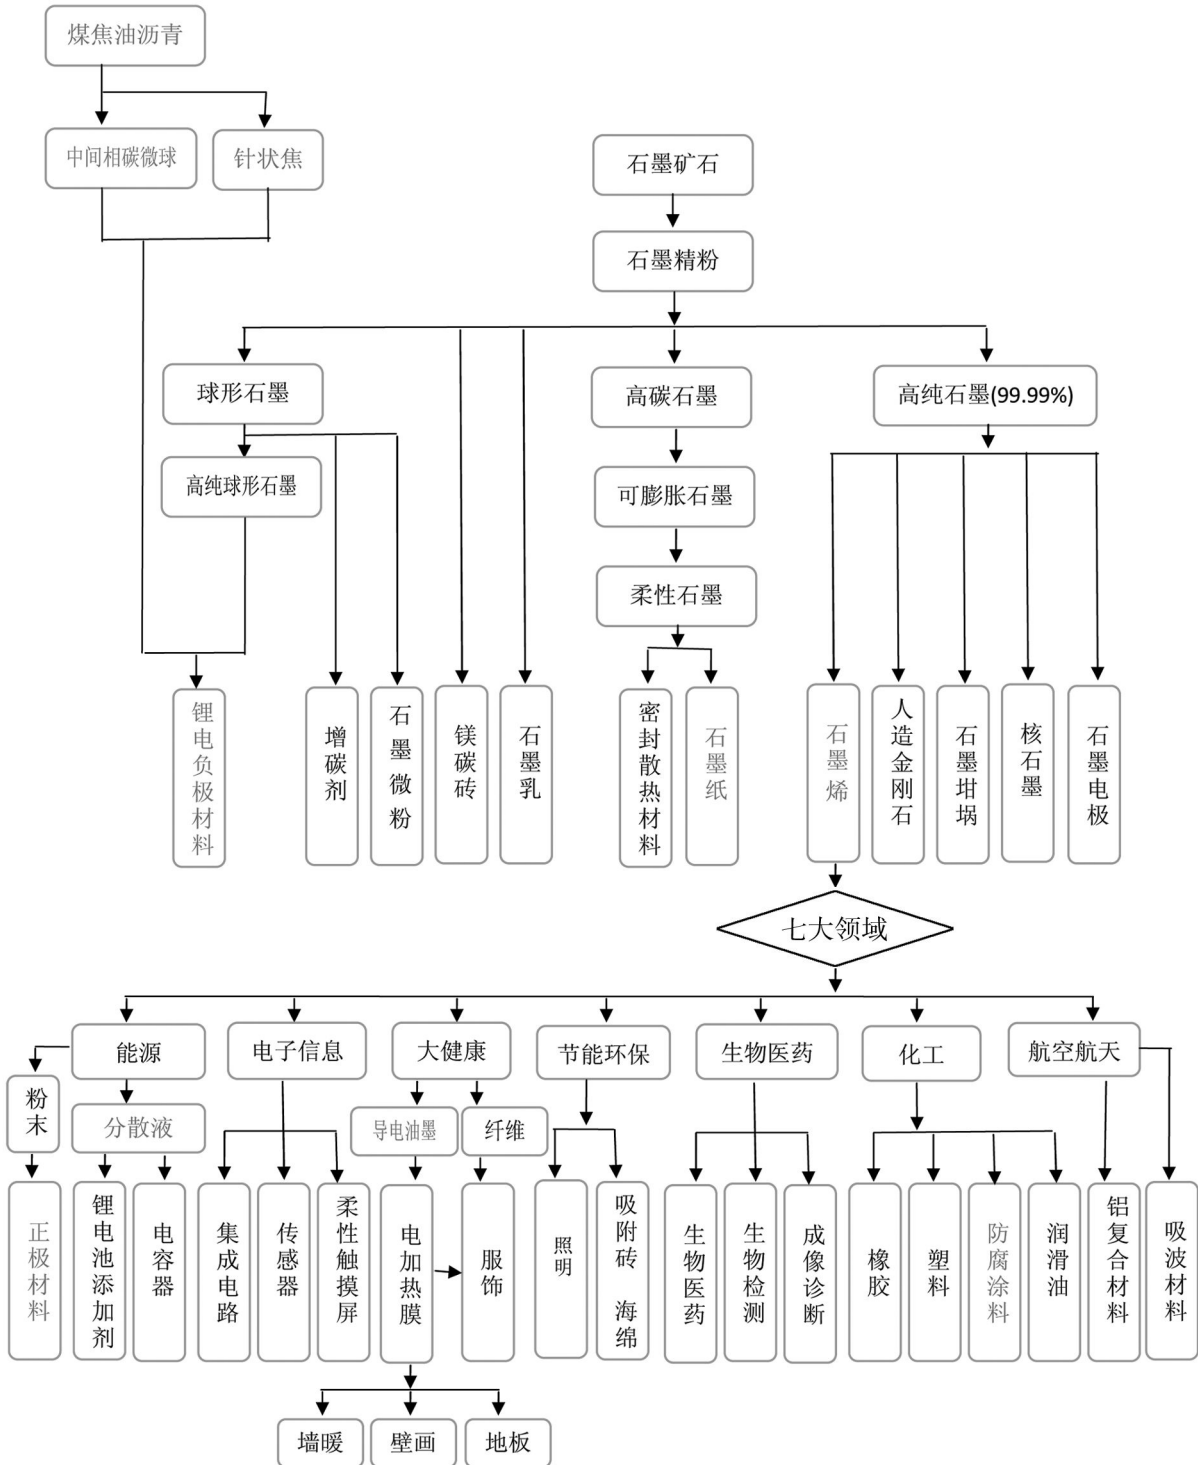 煤焦油沥青
中间相碳微球
针状焦
石墨矿石
石墨精粉
球形石墨
高碳石墨
高纯石墨(99.99%)
高纯球形石墨
可膨胀石墨
柔性石墨
锂电负极材料
增碳剂
石墨微粉
镁碳砖
石墨乳
密封散热材料
石墨纸
石墨烯
人造金刚石
石墨坩埚
核石墨
石墨电极
七大领域
能源
电子信息
大健康
节能环保
生物医药
化工
航空航天
粉末
分散液
导电油墨
纤维
正极材料
锂电池添加剂
电容器
集成电路
传感器
柔性触摸屏
电加热膜
服饰
照明
吸附砖 海绵
生物医药
生物检测
成像诊断
橡胶
塑料
防腐涂料
润滑油
铝复合材料
吸波材料
墙暖
壁画
地板